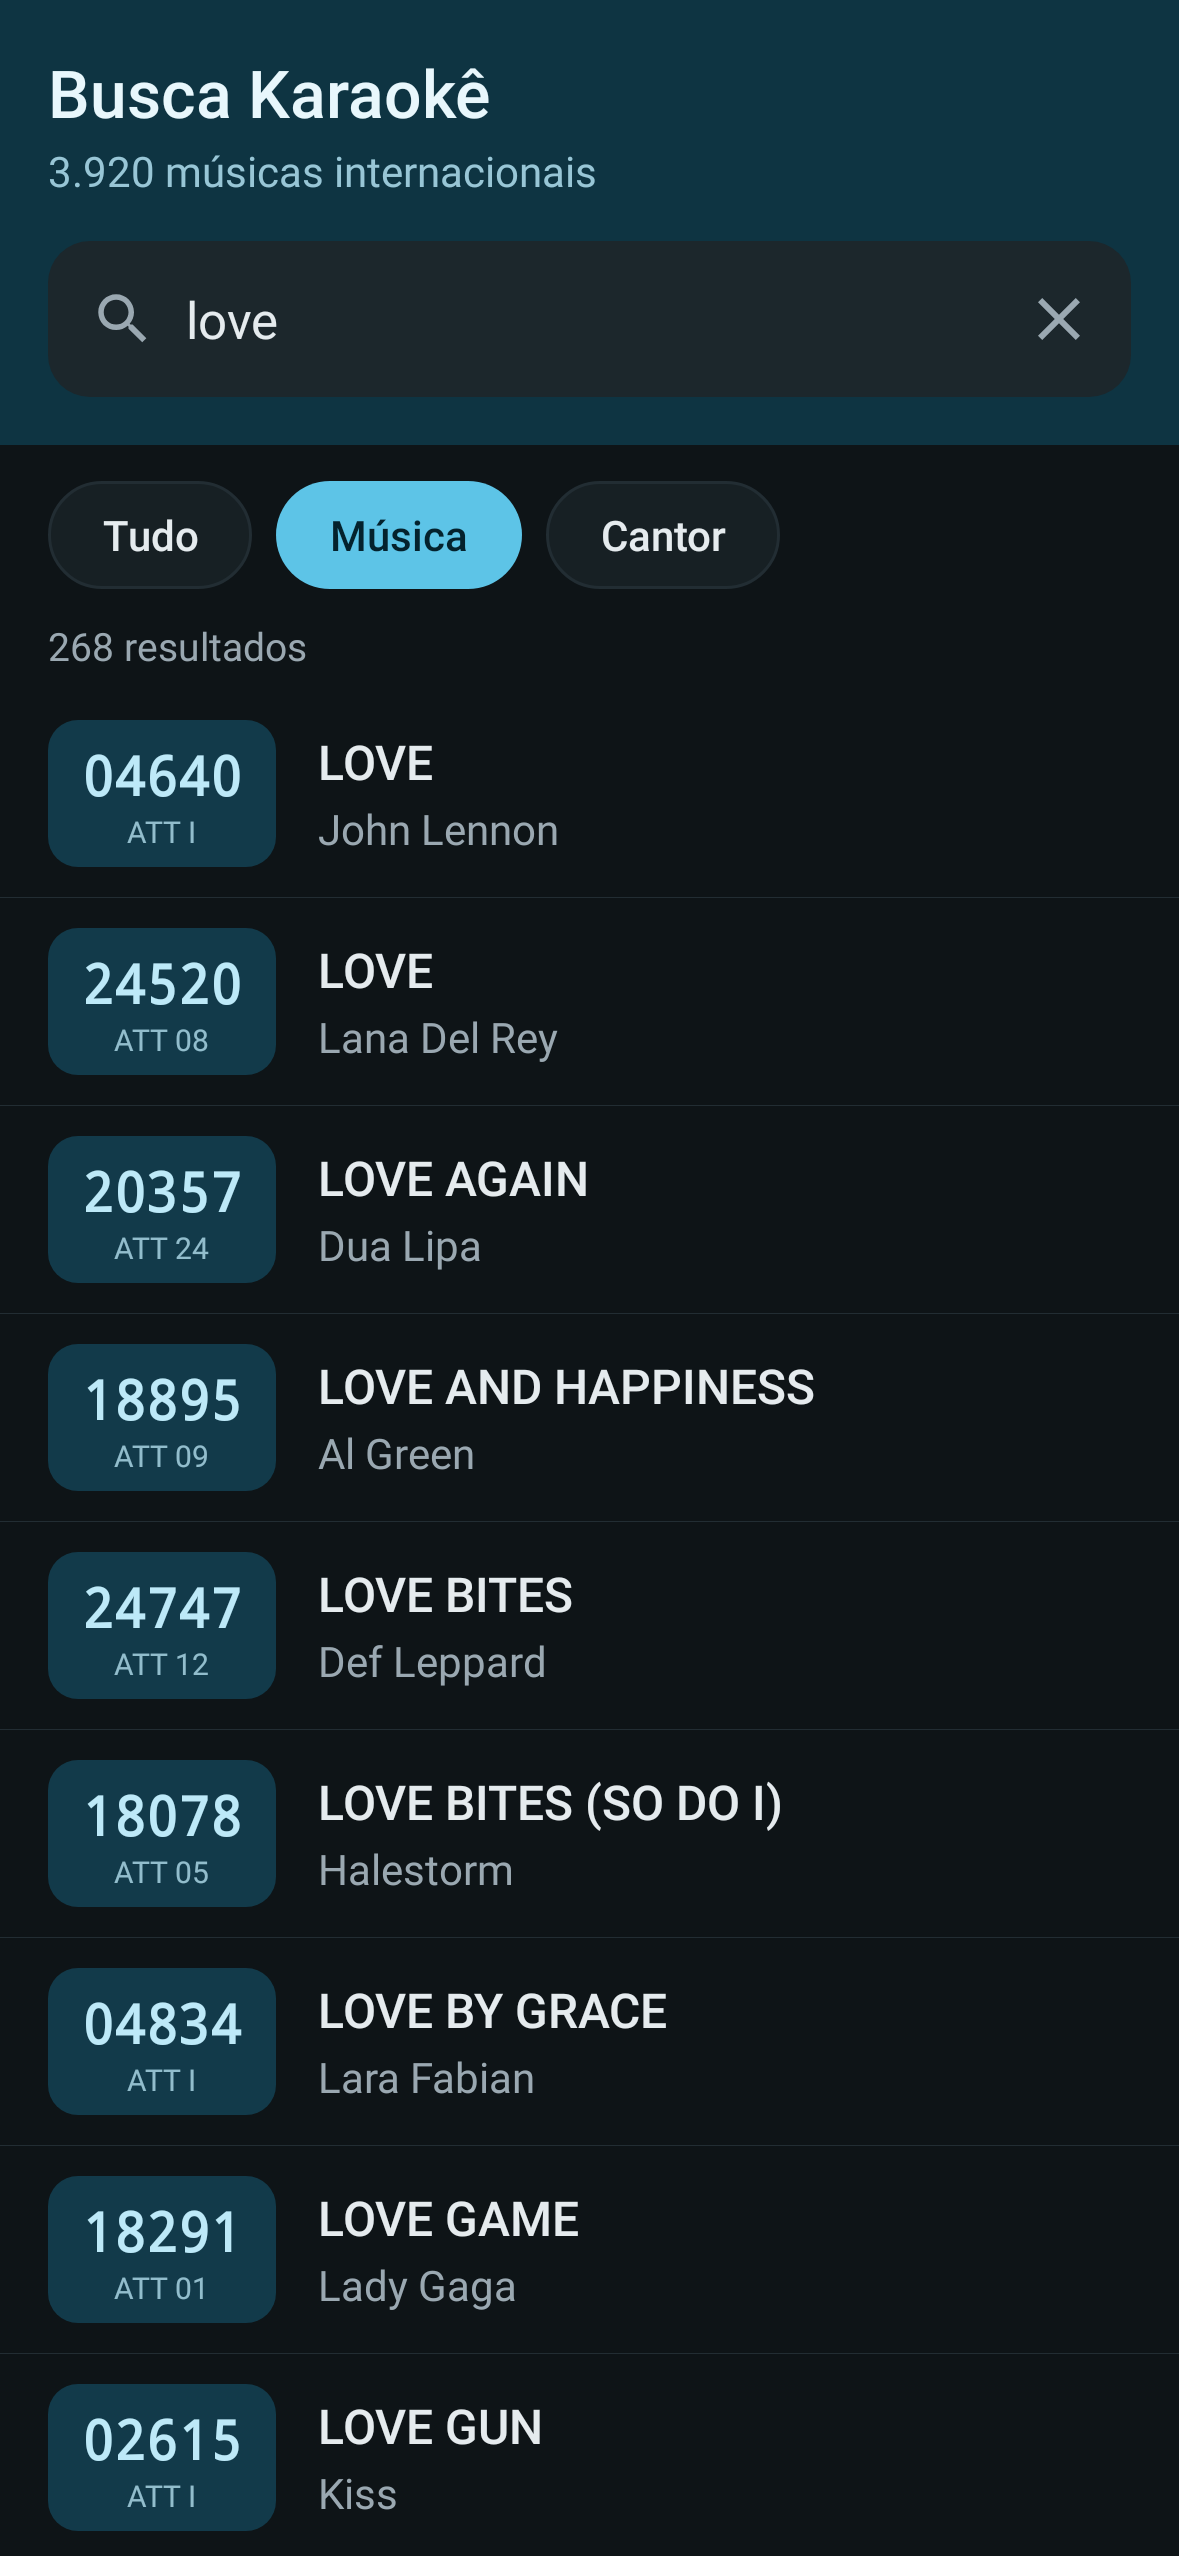 Busca Karaokê
3.920 músicas internacionais
love
Tudo
Música
Cantor
268 resultados
04640
ATT I
LOVE
John Lennon
24520
ATT 08
LOVE
Lana Del Rey
20357
ATT 24
LOVE AGAIN
Dua Lipa
18895
ATT 09
LOVE AND HAPPINESS
Al Green
24747
ATT 12
LOVE BITES
Def Leppard
18078
ATT 05
LOVE BITES (SO DO I)
Halestorm
04834
ATT I
LOVE BY GRACE
Lara Fabian
18291
ATT 01
LOVE GAME
Lady Gaga
02615
ATT I
LOVE GUN
Kiss